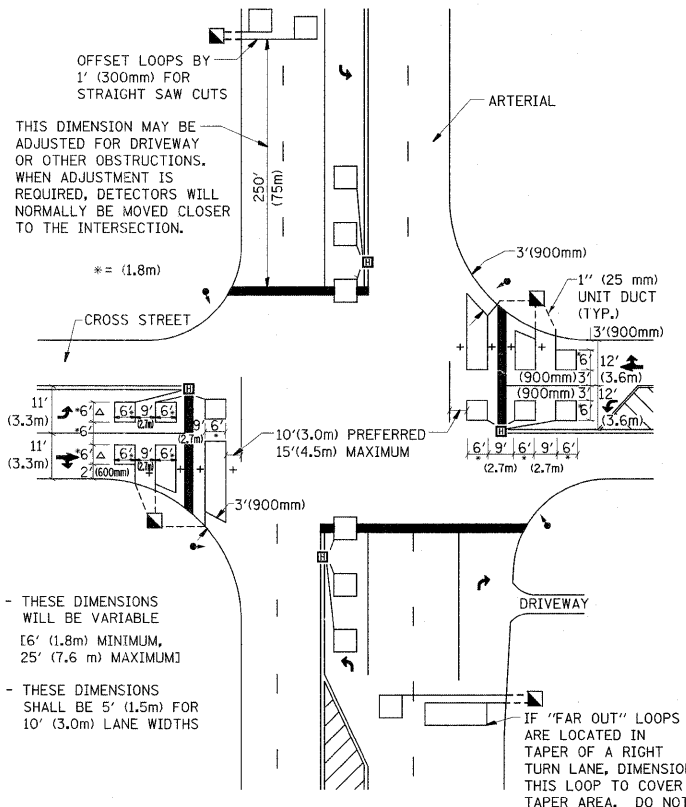 OFFSET LOOPS BY
1' (300mm) FOR
STRAIGHT SAW CUTS
ARTERIAL
THIS DIMENSION MAY BE
ADJUSTED FOR DRIVEWAY
OR OTHER OBSTRUCTIONS.
WHEN ADJUSTMENT IS
REQUIRED, DETECTORS WILL
NORMALLY BE MOVED CLOSER
TO THE INTERSECTION.
250'
(75m)
*= (1.8m)
3'(900mm)
1" (25 mm)
UNIT DUCT
(TYP.)
CROSS STREET
3'(900mm)
H
*6' 12'
(900mm) 3' (3.6m)
(900mm) 3' 12'
*6' (3.6m)
H
6' 9' 6' 9' 6'
* * *
(2.7m) (2.7m)
H
11'
(3.3m)
*6' △ 6' 9' 6'
* (2.7m) *
*6' 9' 6'
(2.7m) *
11'
(3.3m)
*6' △ 6' 9' 6'
* (2.7m) *
2' (600mm)
10'(3.0m) PREFERRED
15'(4.5m) MAXIMUM
3'(900mm)
H
DRIVEWAY
- THESE DIMENSIONS
WILL BE VARIABLE
[6' (1.8m) MINIMUM,
25' (7.6 m) MAXIMUM]
- THESE DIMENSIONS
SHALL BE 5' (1.5m) FOR
10' (3.0m) LANE WIDTHS
IF "FAR OUT" LOOPS
ARE LOCATED IN
TAPER OF A RIGHT
TURN LANE, DIMENSION
THIS LOOP TO COVER
TAPER AREA. DO NOT